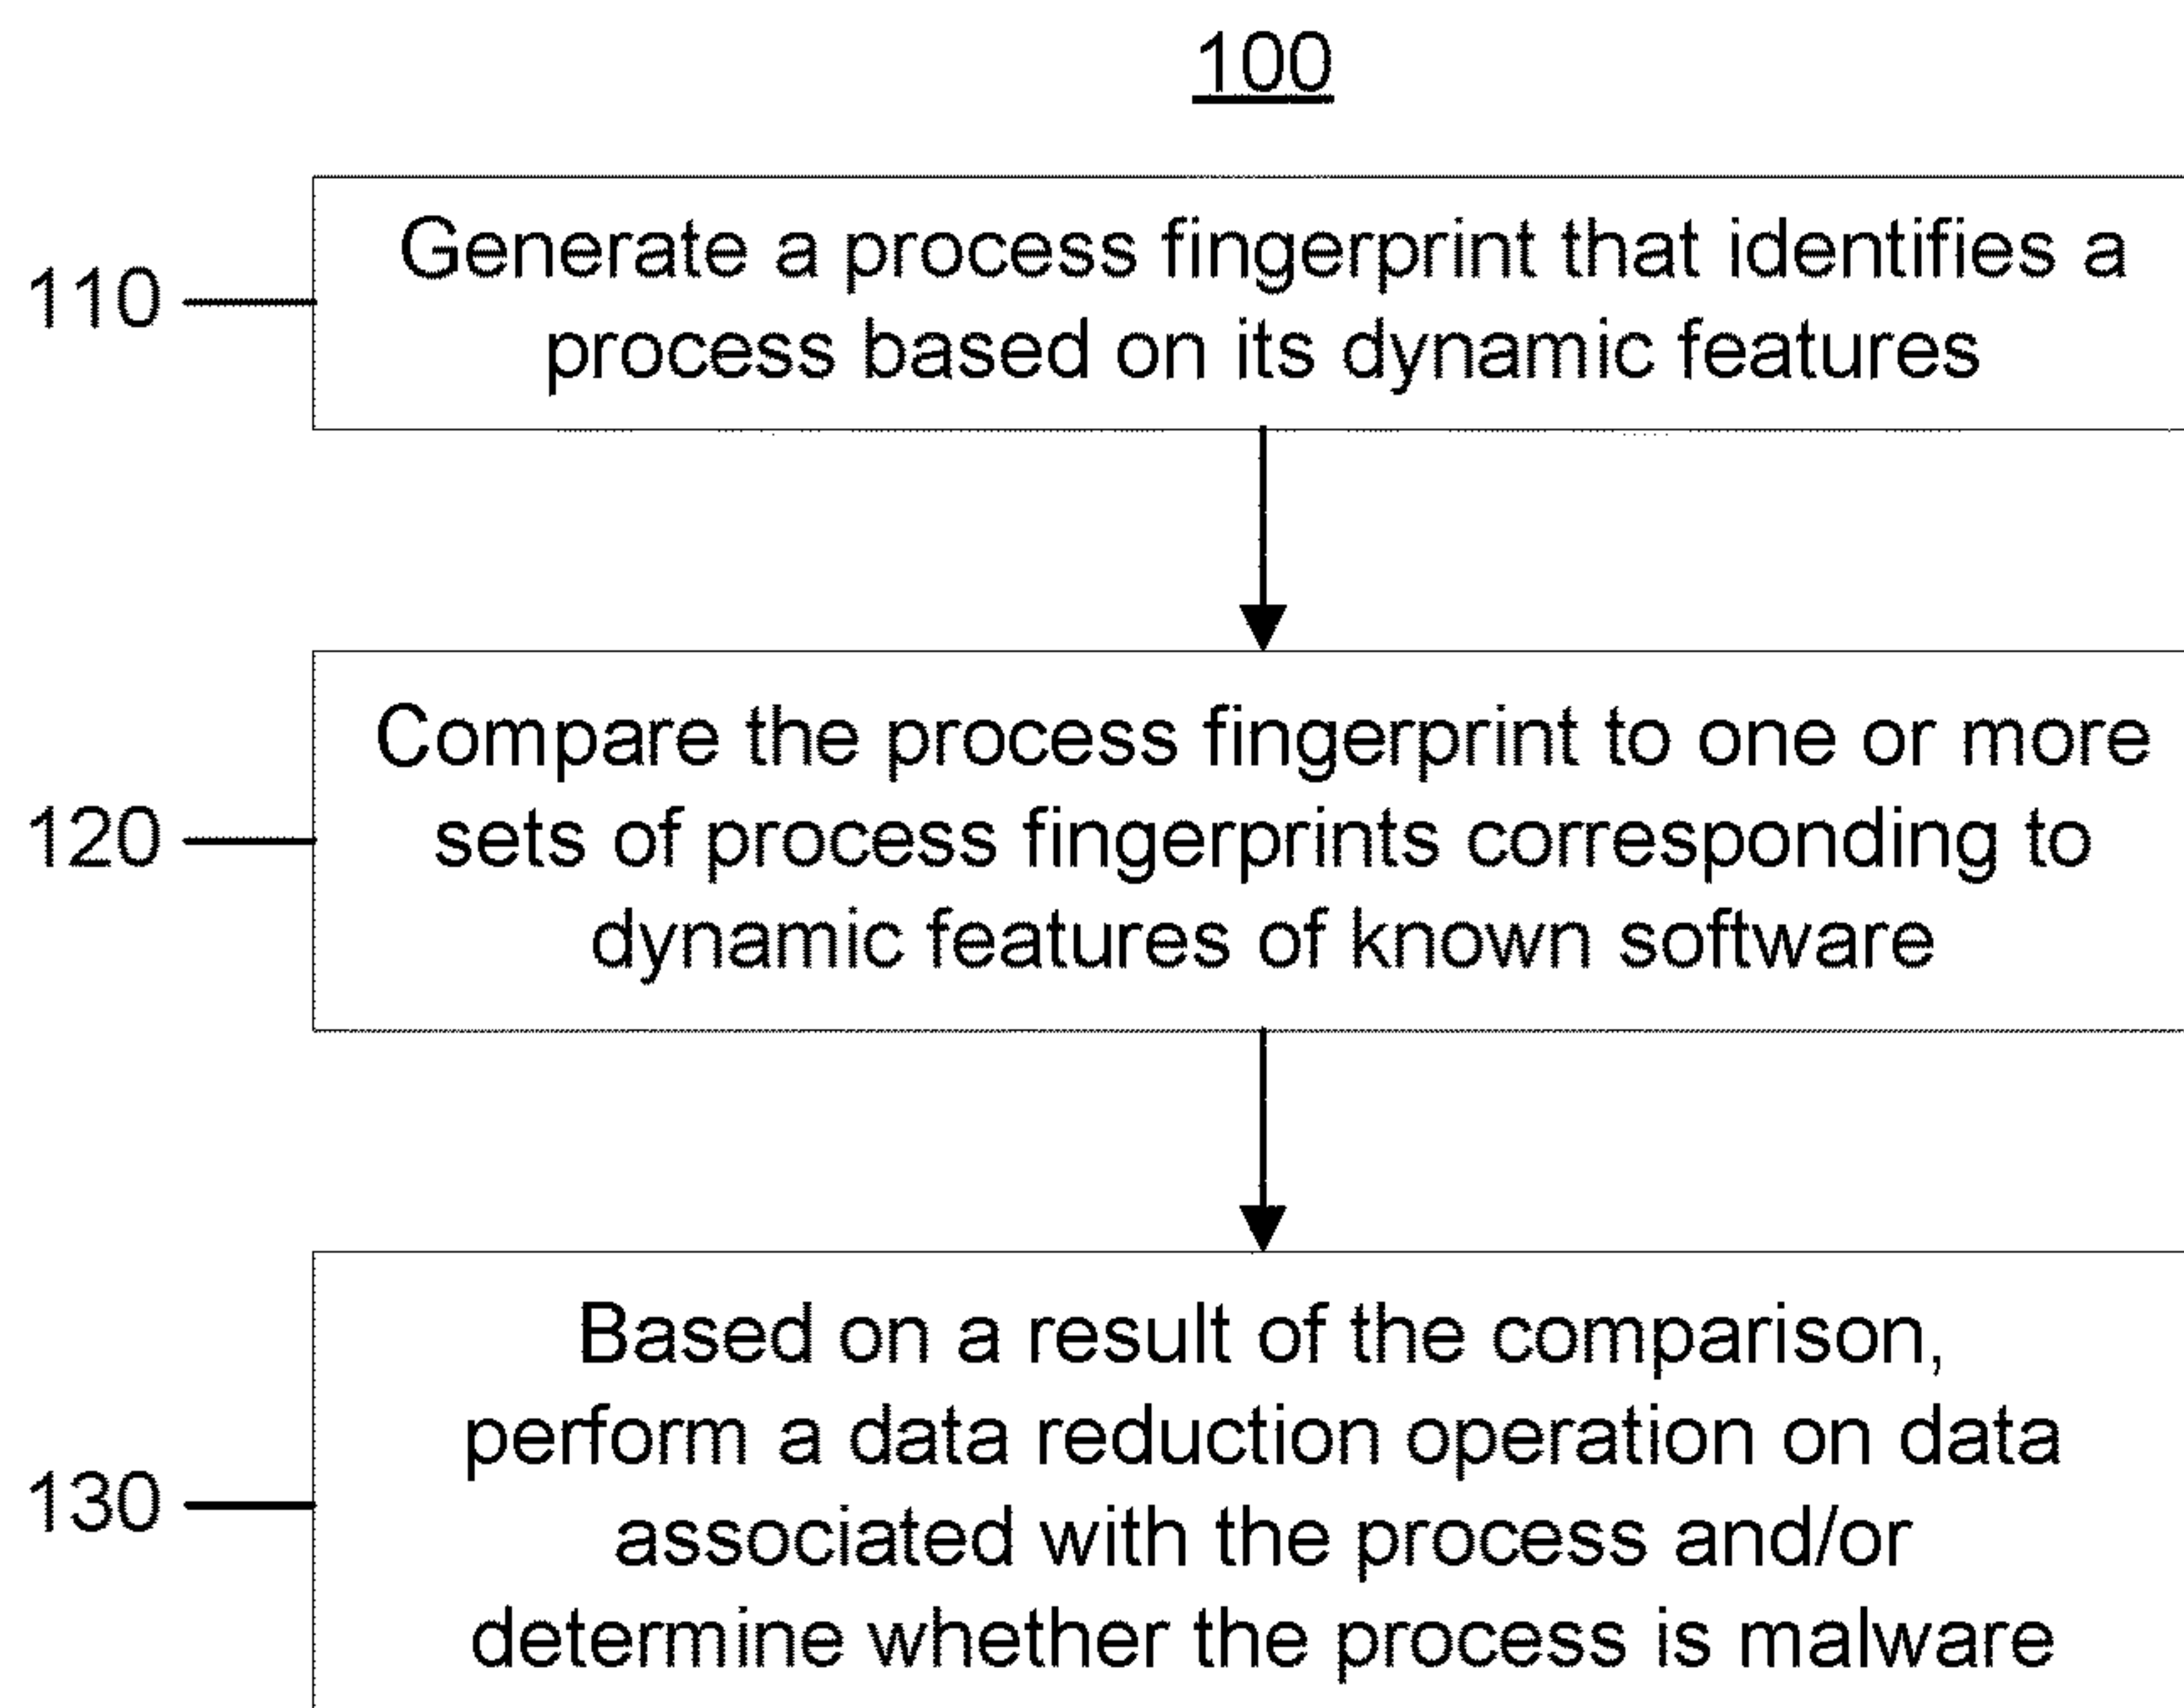 100
110
Generate a process fingerprint that identifies a
process based on its dynamic features
120
Compare the process fingerprint to one or more
sets of process fingerprints corresponding to
dynamic features of known software
130
Based on a result of the comparison,
perform a data reduction operation on data
associated with the process and/or
determine whether the process is malware